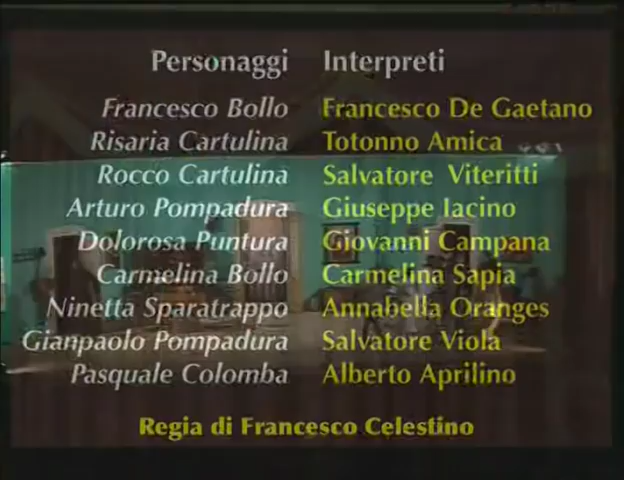 Personaggi Interpreti
Francesco Bollo Francesco De Gaetano
Risaria Cartulina Totonno Amica
Rocco Cartulina Salvatore Viteritti
Arturo Pompadura Giuseppe Iacino
Dolorosa Puntura Giovanni Campana
Carmelina Bollo Carmelina Sapia
Ninetta Sparatrappo Annabella Oranges
Gianpaolo Pompadura Salvatore Viola
Pasquale Colomba Alberto Aprilino
Regia di Francesco Celestino